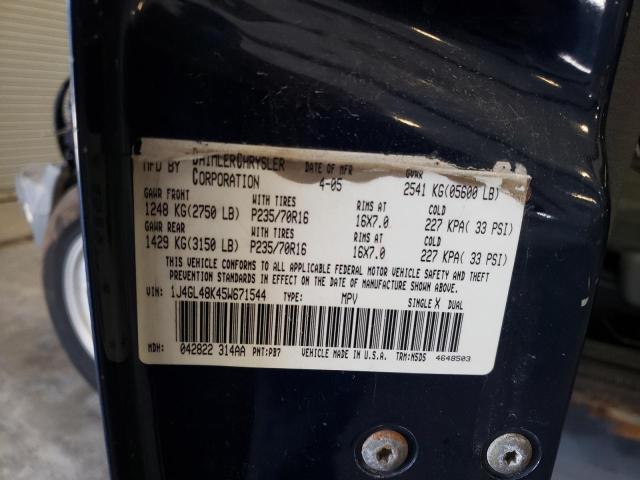 MFD BY DAIMLERCHRYSLER CORPORATION DATE OF MFR 4-05 GVWR 2541 KG(05600 LB)
GAWR FRONT WITH TIRES RIMS AT COLD
1248 KG(2750 LB) P235/70R16 16X7.0 227 KPA( 33 PSI)
GAWR REAR WITH TIRES RIMS AT COLD
1429 KG(3150 LB) P235/70R16 16X7.0 227 KPA( 33 PSI)
THIS VEHICLE CONFORMS TO ALL APPLICABLE FEDERAL MOTOR VEHICLE SAFETY AND THEFT
PREVENTION STANDARDS IN EFFECT ON THE DATE OF MANUFACTURE SHOWN ABOVE.
VIN: 1J4GL48K45W671544 TYPE: MPV SINGLE X DUAL
MDH: 042822 314AA PNT:PB7 VEHICLE MADE IN U.S.A. TRM:N5D5 4648503